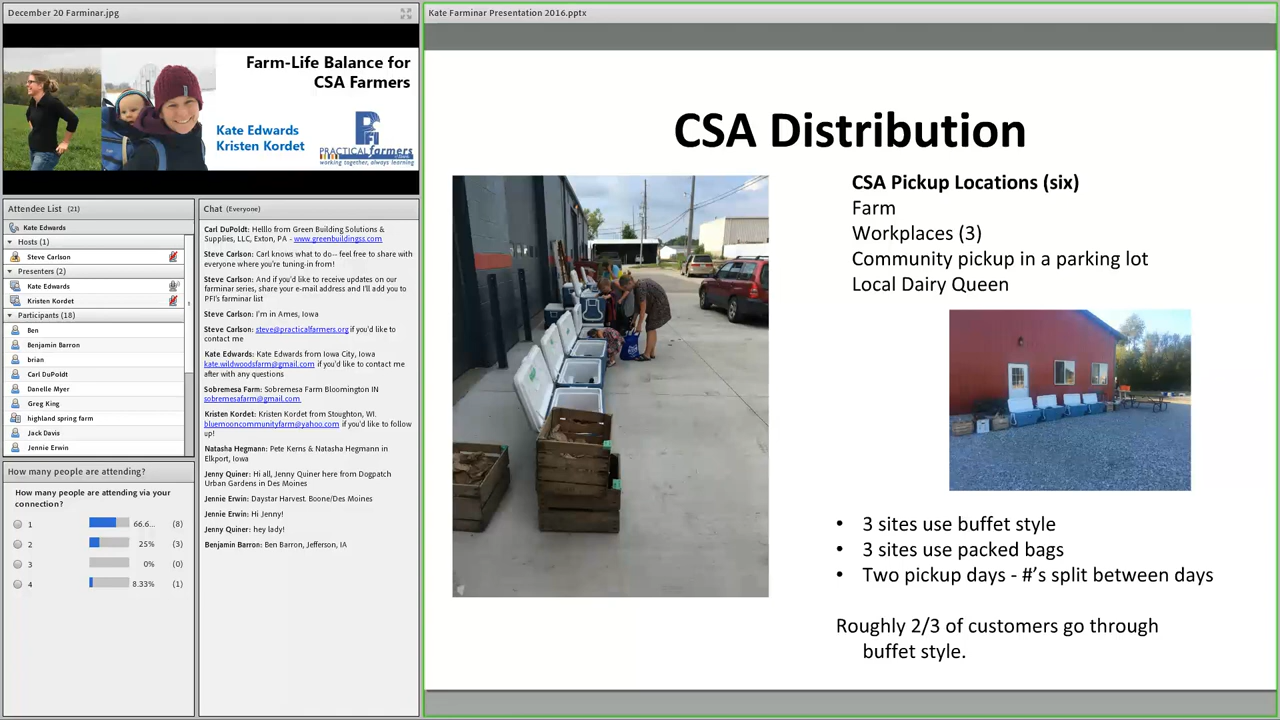 December 20 Farminar.jpg
Farm-Life Balance for
CSA Farmers
Kate Edwards
Kristen Kordet
PRACTICAL farmers
working together, always learning
Attendee List (21)
Kate Edwards
Hosts (1)
Steve Carlson
Presenters (2)
Kate Edwards
Kristen Kordet
Participants (18)
Ben
Benjamin Barron
brian
Carl DuPoldt
Danelle Myer
Greg King
highland spring farm
Jack Davis
Jennie Erwin
How many people are attending?
How many people are attending via your
connection?
1 66.6... (8)
2 25% (3)
3 0% (0)
4 8.33% (1)
Chat (Everyone)
Carl DuPoldt: Helllo from Green Building Solutions &
Supplies, LLC, Exton, PA - www.greenbuildingss.com
Steve Carlson: Carl knows what to do-- feel free to share with
everyone where you're tuning-in from!
Steve Carlson: And if you'd like to receive updates on our
farminar series, share your e-mail address and I'll add you to
PFI's farminar list
Steve Carlson: I'm in Ames, Iowa
Steve Carlson: steve@practicalfarmers.org if you'd like to
contact me
Kate Edwards: Kate Edwards from Iowa City, Iowa
kate.wildwoodsfarm@gmail.com if you'd like to contact me
after with any questions
Sobremesa Farm: Sobremesa Farm Bloomington IN
sobremesafarm@gmail.com
Kristen Kordet: Kristen Kordet from Stoughton, WI.
bluemooncommunityfarm@yahoo.com if you'd like to follow
up!
Natasha Hegmann: Pete Kerns & Natasha Hegmann in
Elkport, Iowa
Jenny Quiner: Hi all, Jenny Quiner here from Dogpatch
Urban Gardens in Des Moines
Jennie Erwin: Daystar Harvest. Boone/Des Moines
Jennie Erwin: Hi Jenny!
Jenny Quiner: hey lady!
Benjamin Barron: Ben Barron, Jefferson, IA
Kate Farminar Presentation 2016.pptx
CSA Distribution
CSA Pickup Locations (six)
Farm
Workplaces (3)
Community pickup in a parking lot
Local Dairy Queen
• 3 sites use buffet style
• 3 sites use packed bags
• Two pickup days - #'s split between days
Roughly 2/3 of customers go through
buffet style.